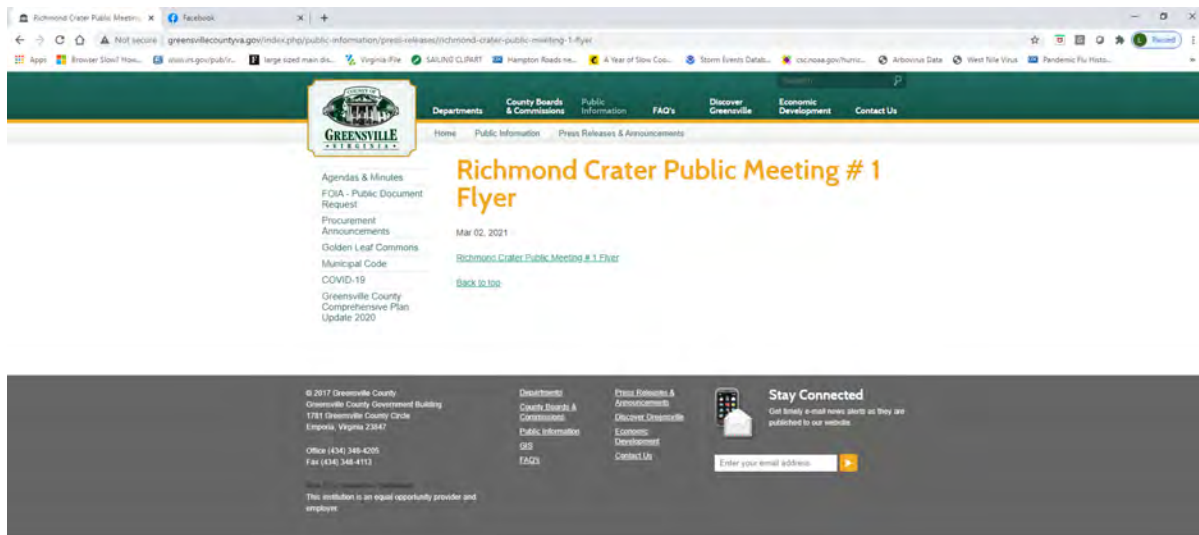 Richmond Crater Public Meeting
Facebook
Not secure | greensvillecountyva.gov/index.php/public-information/press-releases/richmond-crater-public-meeting-1-flyer
Paused
Apps
Browser Slow? How...
large sized main dis...
Virginia iFile
SAILING CLIPART
Hampton Roads ne...
A Year of Slow Coo...
Storm Events Datab...
csc.noaa.gov/hurric...
Arbovirus Data
West Nile Virus
Pandemic Flu Histo...
Search
COUNTY OF
GREENSVILLE
VIRGINIA
Departments
County Boards
& Commissions
Public
Information
FAQ's
Discover
Greensville
Economic
Development
Contact Us
Home Public Information Press Releases & Announcements
Agendas & Minutes
FOIA - Public Document
Request
Procurement
Announcements
Golden Leaf Commons
Municipal Code
COVID-19
Greensville County
Comprehensive Plan
Update 2020
Richmond Crater Public Meeting # 1
Flyer
Mar 02, 2021
Richmond Crater Public Meeting # 1 Flyer
Back to top
© 2017 Greensville County
Greensville County Government Building
1781 Greensville County Circle
Emporia, Virginia 23847
Office (434) 348-4205
Fax (434) 348-4113
This institution is an equal opportunity provider and
employer.
Departments
County Boards &
Commissions
Public Information
GIS
FAQ's
Press Releases &
Announcements
Discover Greensville
Economic
Development
Contact Us
Stay Connected
Get timely e-mail news alerts as they are
published to our website.
Enter your email address